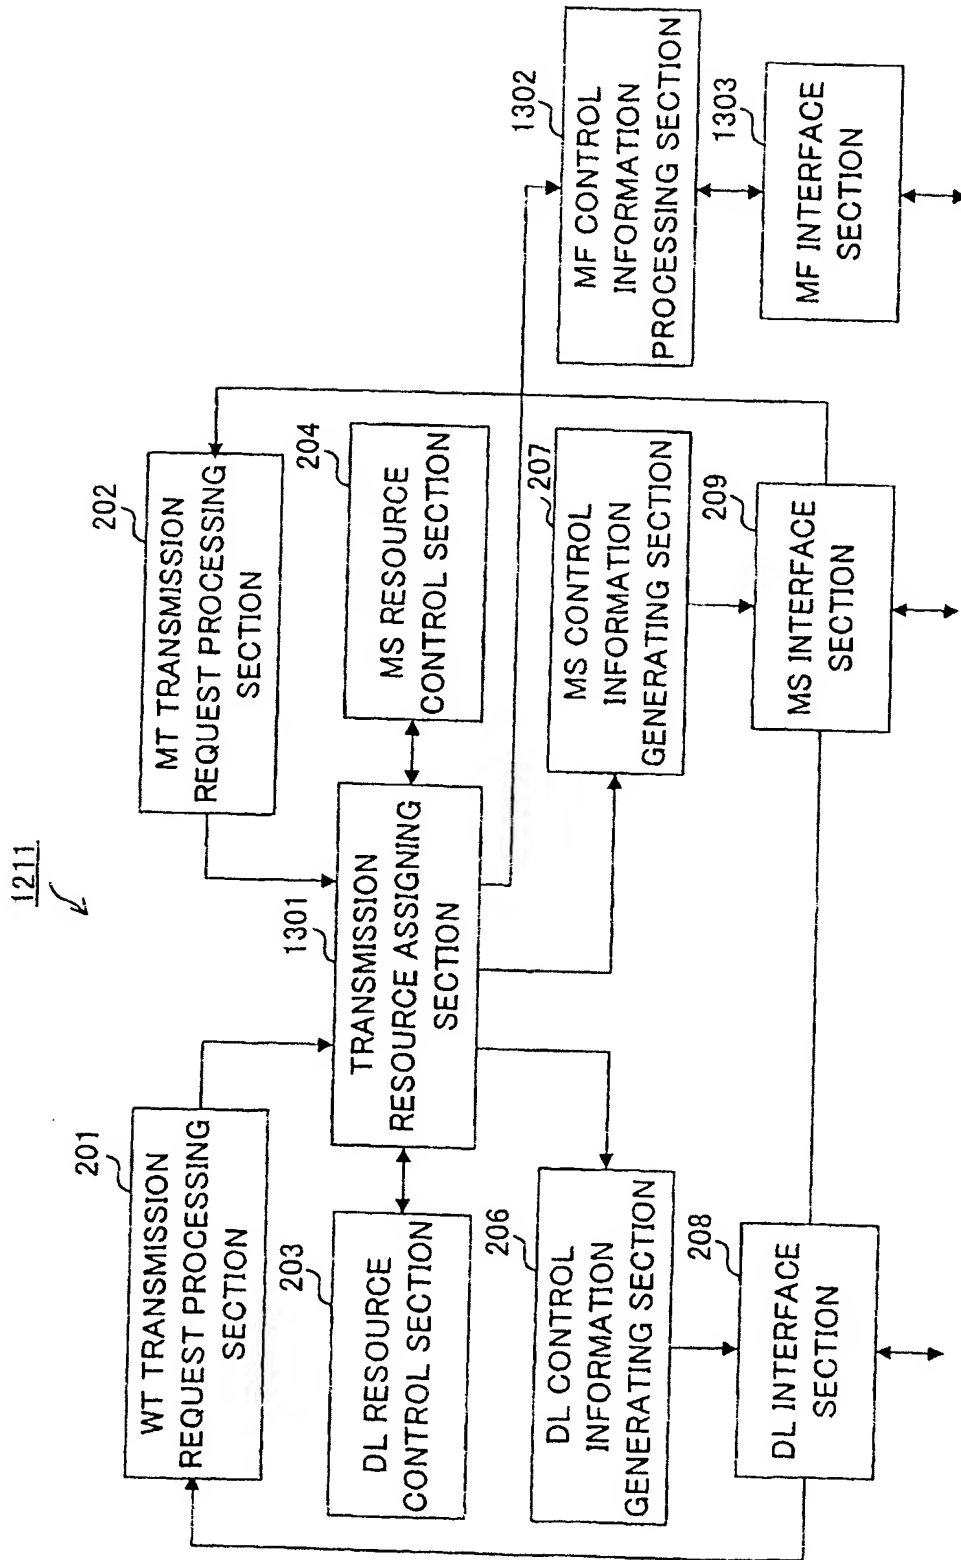 1211
201
WT TRANSMISSION
REQUEST PROCESSING
SECTION
202
MT TRANSMISSION
REQUEST PROCESSING
SECTION
203
DL RESOURCE
CONTROL SECTION
1301
TRANSMISSION
RESOURCE ASSIGNING
SECTION
204
MS RESOURCE
CONTROL SECTION
206
DL CONTROL
INFORMATION
GENERATING SECTION
207
MS CONTROL
INFORMATION
GENERATING SECTION
1302
MF CONTROL
INFORMATION
PROCESSING SECTION
208
DL INTERFACE
SECTION
209
MS INTERFACE
SECTION
1303
MF INTERFACE
SECTION